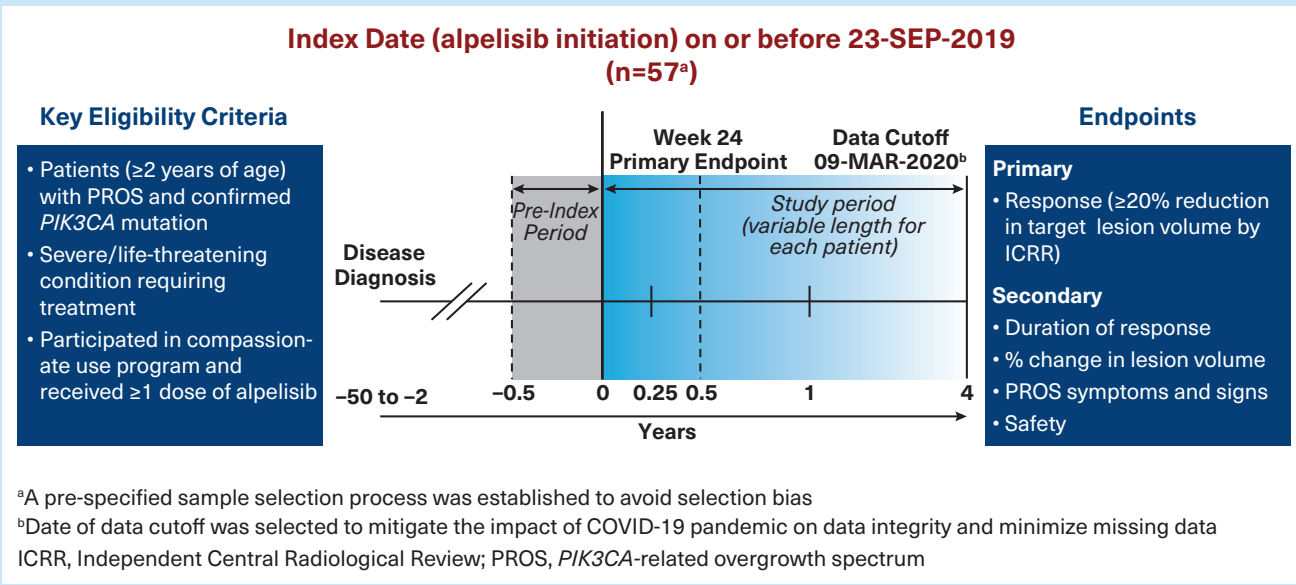 Index Date (alpelisib initiation) on or before 23-SEP-2019
(n=57ᵃ)
Key Eligibility Criteria
• Patients (≥2 years of age)
with PROS and confirmed
PIK3CA mutation
• Severe/life-threatening
condition requiring
treatment
• Participated in compassion-
ate use program and
received ≥1 dose of alpelisib
Disease
Diagnosis
Week 24
Primary Endpoint
Data Cutoff
09-MAR-2020ᵇ
Pre-Index
Period
Study period
(variable length for
each patient)
–50 to –2
–0.5
0
0.25
0.5
1
4
Years
Endpoints
Primary
• Response (≥20% reduction
in target lesion volume by
ICRR)
Secondary
• Duration of response
• % change in lesion volume
• PROS symptoms and signs
• Safety
ᵃA pre-specified sample selection process was established to avoid selection bias
ᵇDate of data cutoff was selected to mitigate the impact of COVID-19 pandemic on data integrity and minimize missing data
ICRR, Independent Central Radiological Review; PROS, PIK3CA-related overgrowth spectrum